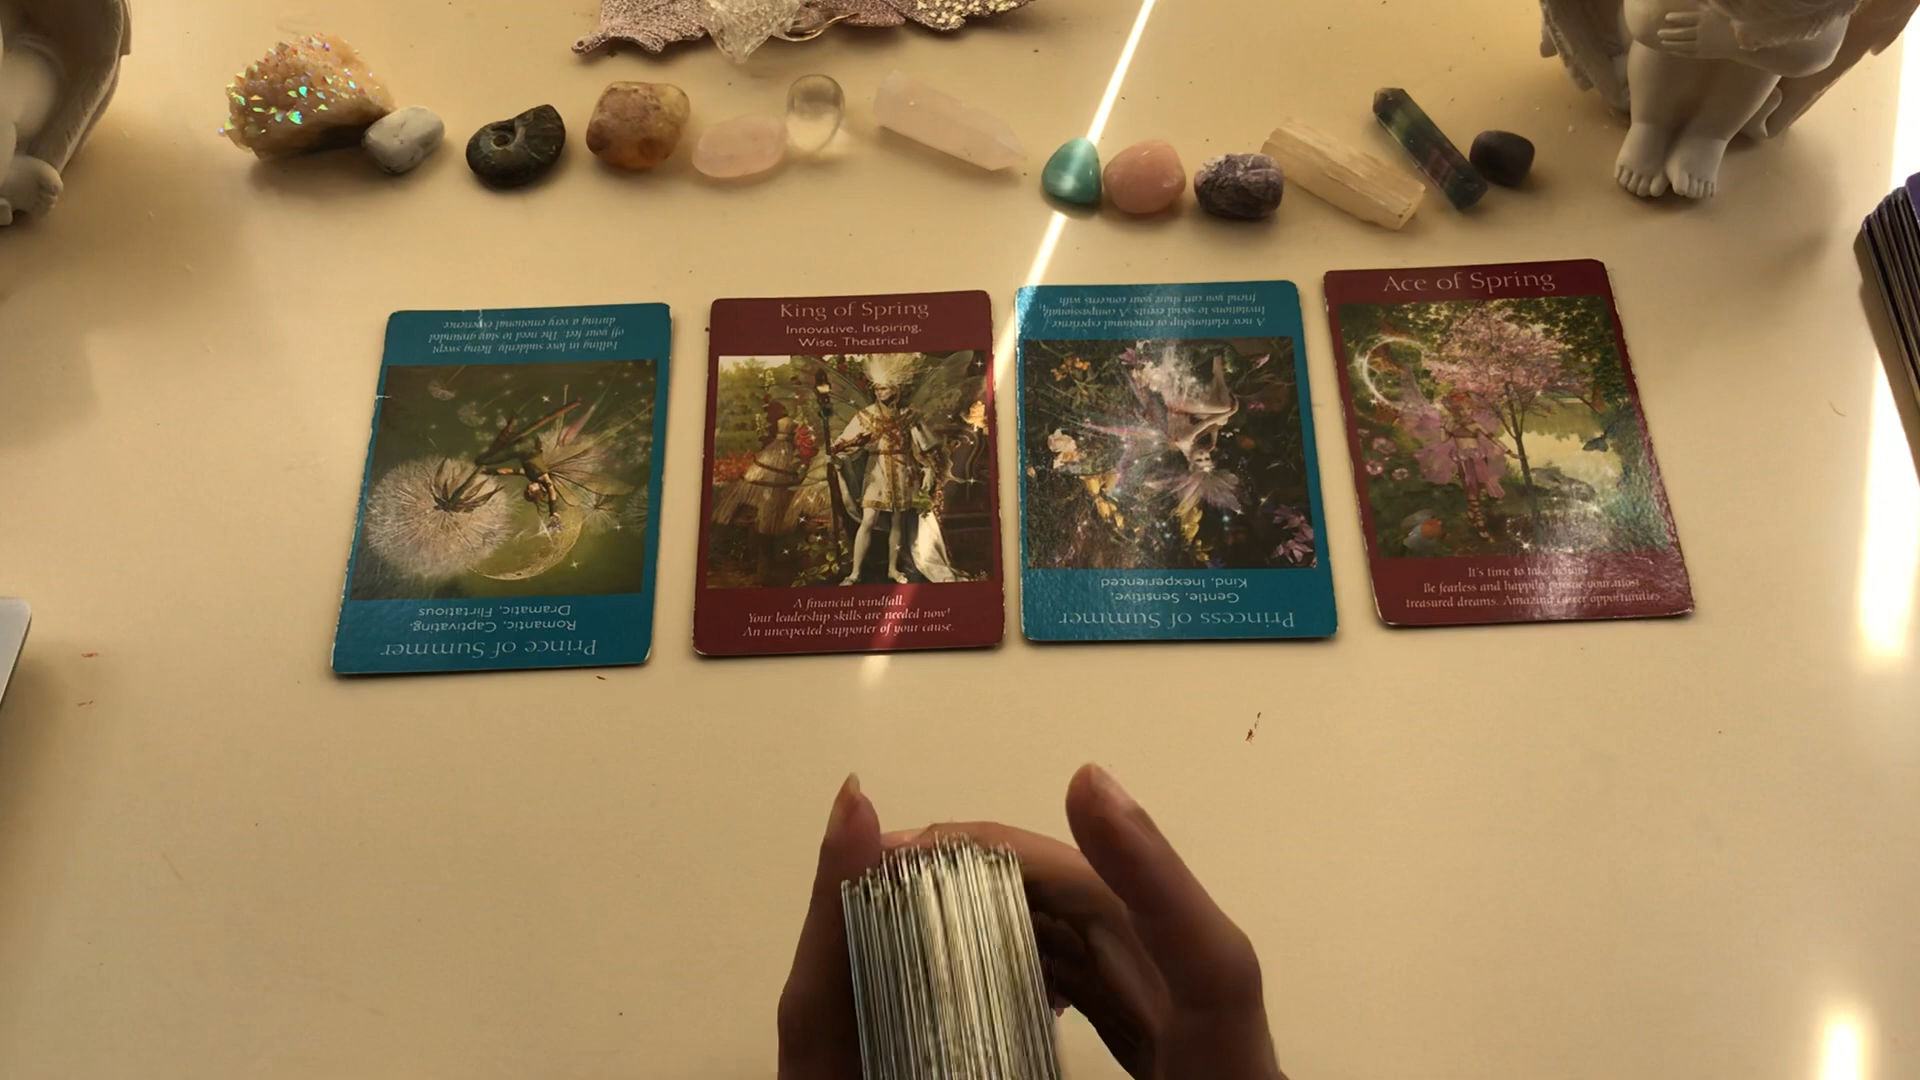 Prince of Summer
Romantic, Captivating,
Dramatic, Flirtatious
Falling in love suddenly. Being swept
off your feet. The need to stay grounded
during a very emotional experience.
King of Spring
Innovative, Inspiring,
Wise, Theatrical
A financial windfall.
Your leadership skills are needed now!
An unexpected supporter of your cause.
Princess of Summer
Gentle, Sensitive,
Kind, Inexperienced
A new relationship or emotional experience.
Invitations to social events. A compassionate
friend you can share your concerns with
Ace of Spring
It's time to take action!
Be fearless and happily pursue your most
treasured dreams. Amazing career opportunities.